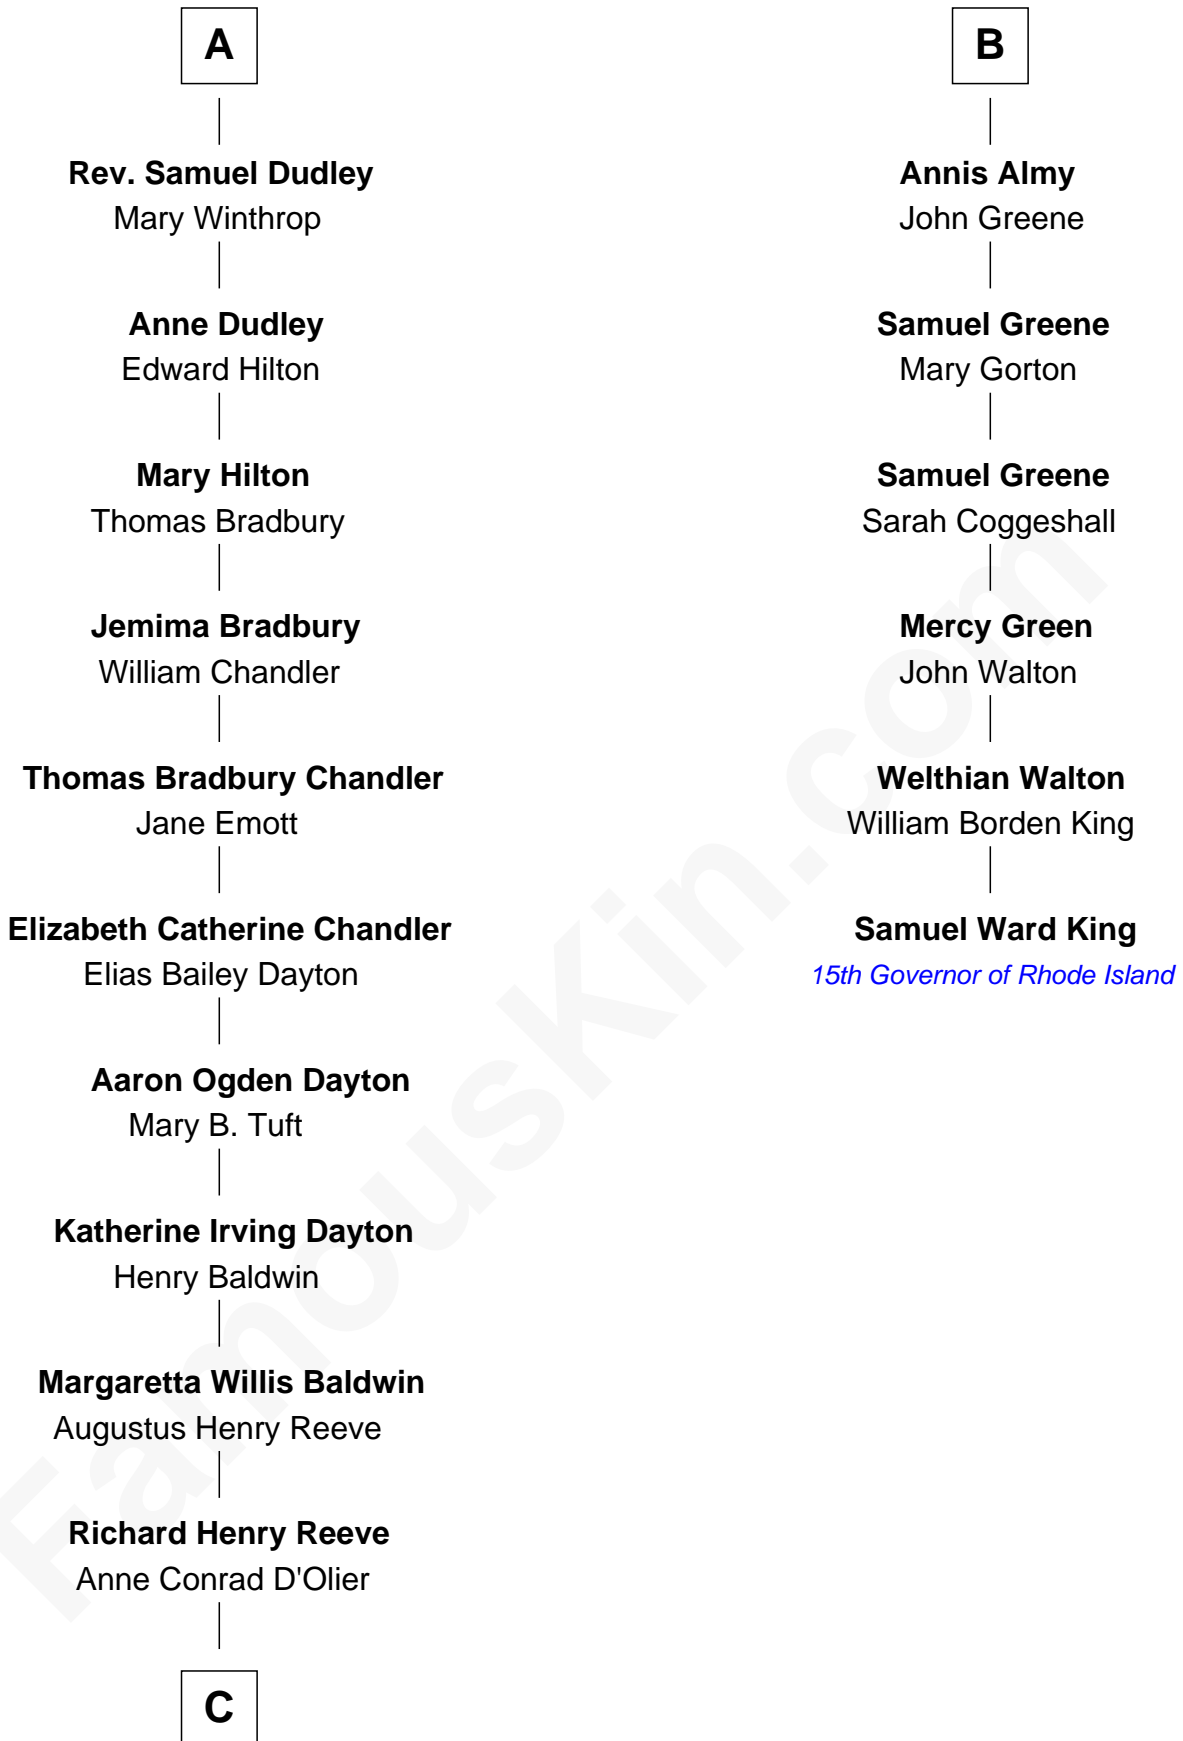 A
Rev. Samuel Dudley
Mary Winthrop
Anne Dudley
Edward Hilton
Mary Hilton
Thomas Bradbury
Jemima Bradbury
William Chandler
Thomas Bradbury Chandler
Jane Emott
Elizabeth Catherine Chandler
Elias Bailey Dayton
Aaron Ogden Dayton
Mary B. Tuft
Katherine Irving Dayton
Henry Baldwin
Margaretta Willis Baldwin
Augustus Henry Reeve
Richard Henry Reeve
Anne Conrad D'Olier
C
B
Annis Almy
John Greene
Samuel Greene
Mary Gorton
Samuel Greene
Sarah Coggeshall
Mercy Green
John Walton
Welthian Walton
William Borden King
Samuel Ward King
15th Governor of Rhode Island
FamousKin.com